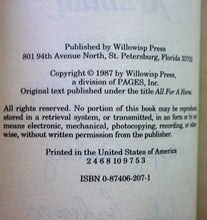 Published by Willowisp Press
801 94th Avenue North, St. Petersburg, Florida 33702
Copyright © 1987 by Willowisp Press,
a division of PAGES, Inc.
Original text published under the title All For A Horse.
All rights reserved. No portion of this book may be reproduced,
stored in a retrieval system, or transmitted, in an form or by any
means electronic, mechanical, photocopying, recording, or other-
wise, without written permission from the publisher.
Printed in the United States of America
2 4 6 8 10 9 7 5 3
ISBN 0-87406-207-1